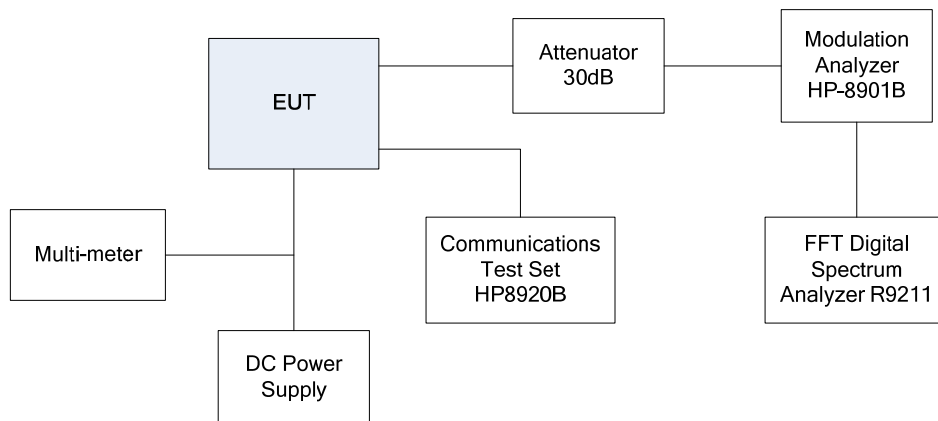 EUT
Attenuator
30dB
Modulation
Analyzer
HP-8901B
Multi-meter
Communications
Test Set
HP8920B
FFT Digital
Spectrum
Analyzer R9211
DC Power
Supply